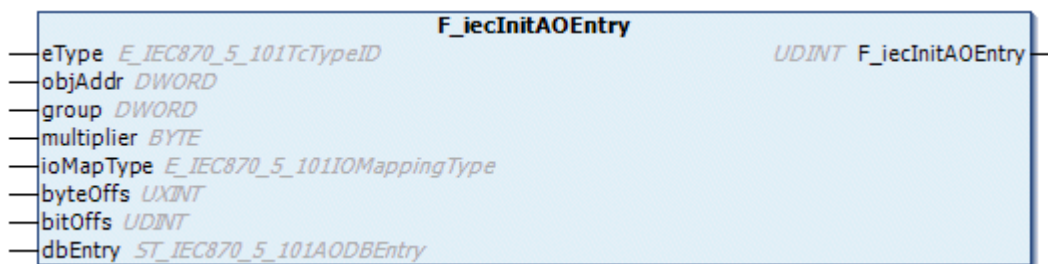 F_iecInitAOEntry
eType E_IEC870_5_101TcTypeID UDINT F_iecInitAOEntry
objAddr DWORD
group DWORD
multiplier BYTE
ioMapType E_IEC870_5_101IOMappingType
byteOffs UXINT
bitOffs UDINT
dbEntry ST_IEC870_5_101AODBEntry